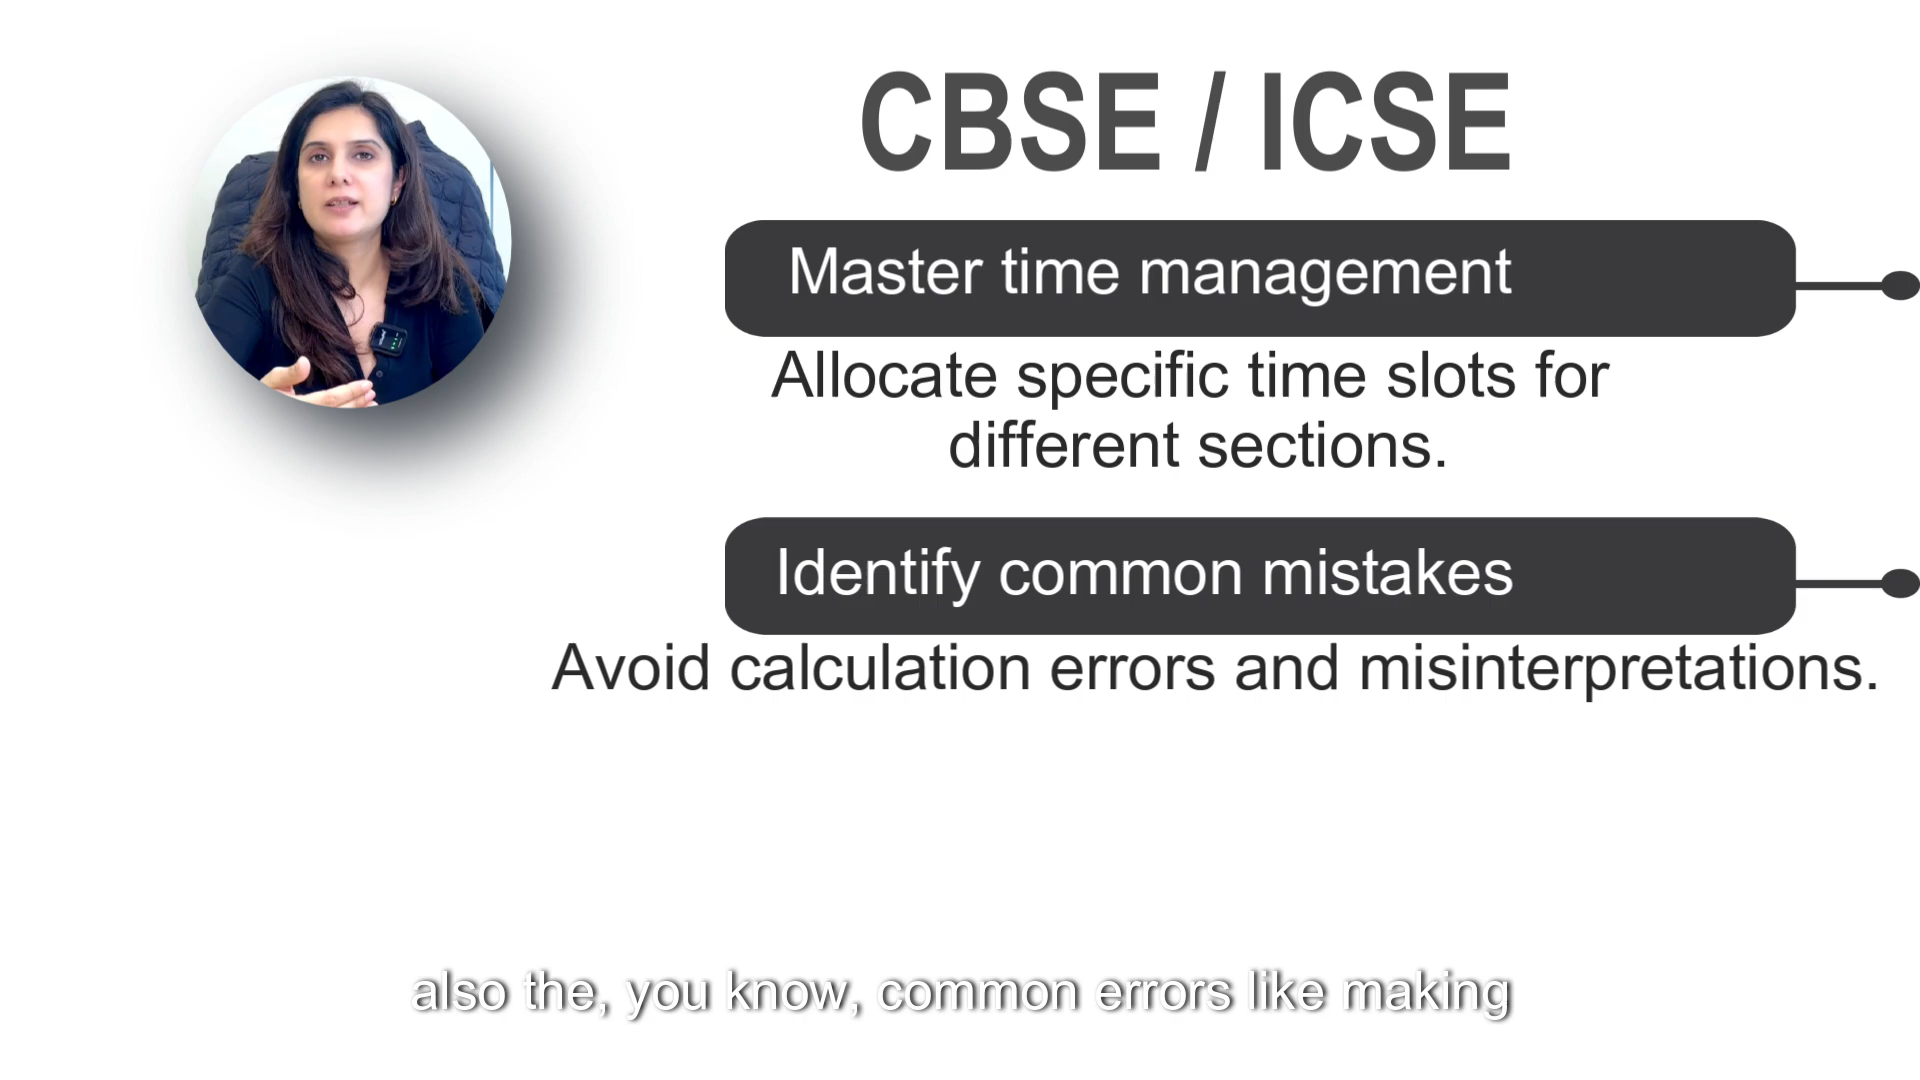 CBSE / ICSE
Master time management
Allocate specific time slots for
different sections.
Identify common mistakes
Avoid calculation errors and misinterpretations.
also the, you know, common errors like making